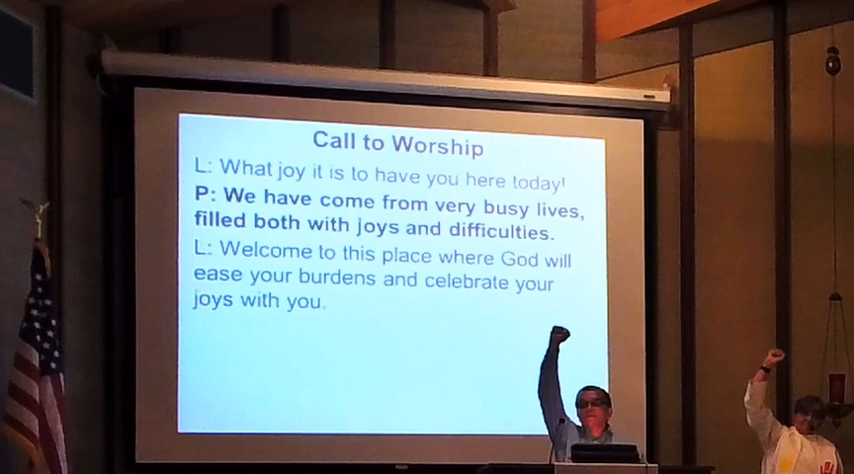 Call to Worship
L: What joy it is to have you here today!
P: We have come from very busy lives,
filled both with joys and difficulties.
L: Welcome to this place where God will
ease your burdens and celebrate your
joys with you.